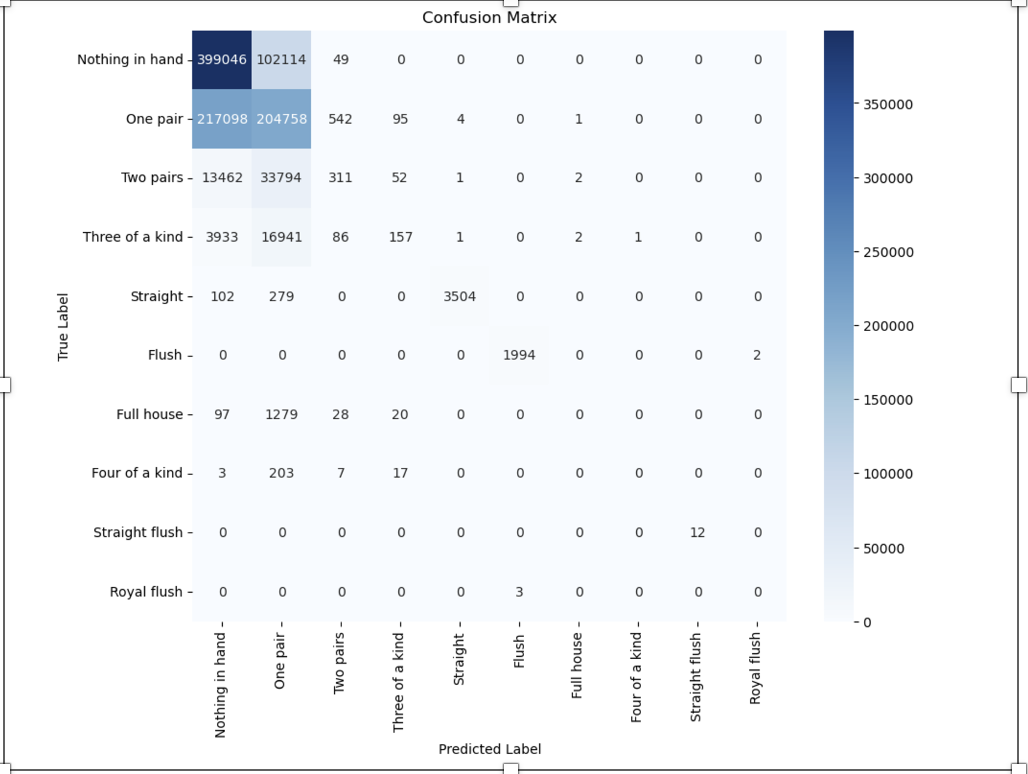 Confusion Matrix
Nothing in hand 399046 102114 49 0 0 0 0 0 0 0
One pair 217098 204758 542 95 4 0 1 0 0 0
Two pairs 13462 33794 311 52 1 0 2 0 0 0
Three of a kind 3933 16941 86 157 1 0 2 1 0 0
Straight 102 279 0 0 3504 0 0 0 0 0
Flush 0 0 0 0 0 1994 0 0 0 2
Full house 97 1279 28 20 0 0 0 0 0 0
Four of a kind 3 203 7 17 0 0 0 0 0 0
Straight flush 0 0 0 0 0 0 0 0 12 0
Royal flush 0 0 0 0 0 3 0 0 0 0
True Label
Nothing in hand
One pair
Two pairs
Three of a kind
Straight
Flush
Full house
Four of a kind
Straight flush
Royal flush
Predicted Label
350000
300000
250000
200000
150000
100000
50000
0